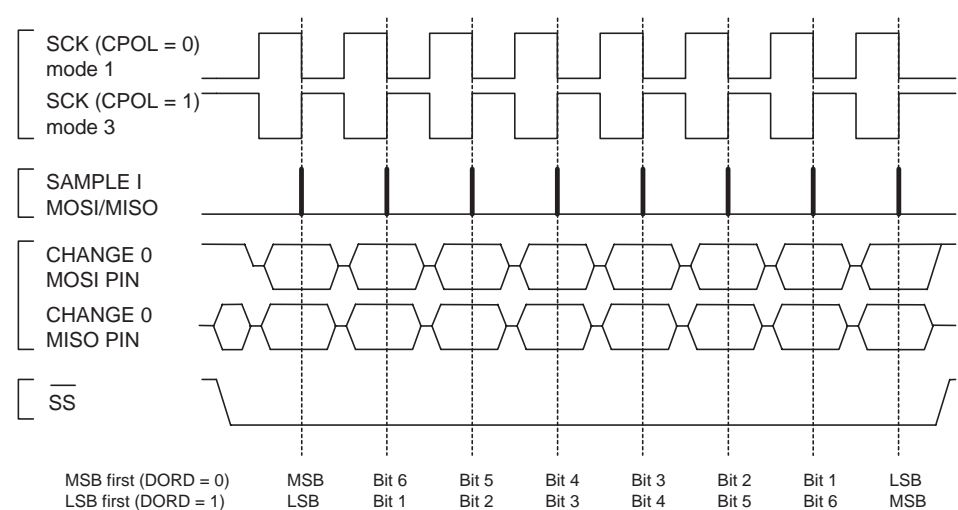 SCK (CPOL = 0)
mode 1
SCK (CPOL = 1)
mode 3
SAMPLE I
MOSI/MISO
CHANGE 0
MOSI PIN
CHANGE 0
MISO PIN
SS
MSB first (DORD = 0) MSB Bit 6 Bit 5 Bit 4 Bit 3 Bit 2 Bit 1 LSB
LSB first (DORD = 1) LSB Bit 1 Bit 2 Bit 3 Bit 4 Bit 5 Bit 6 MSB